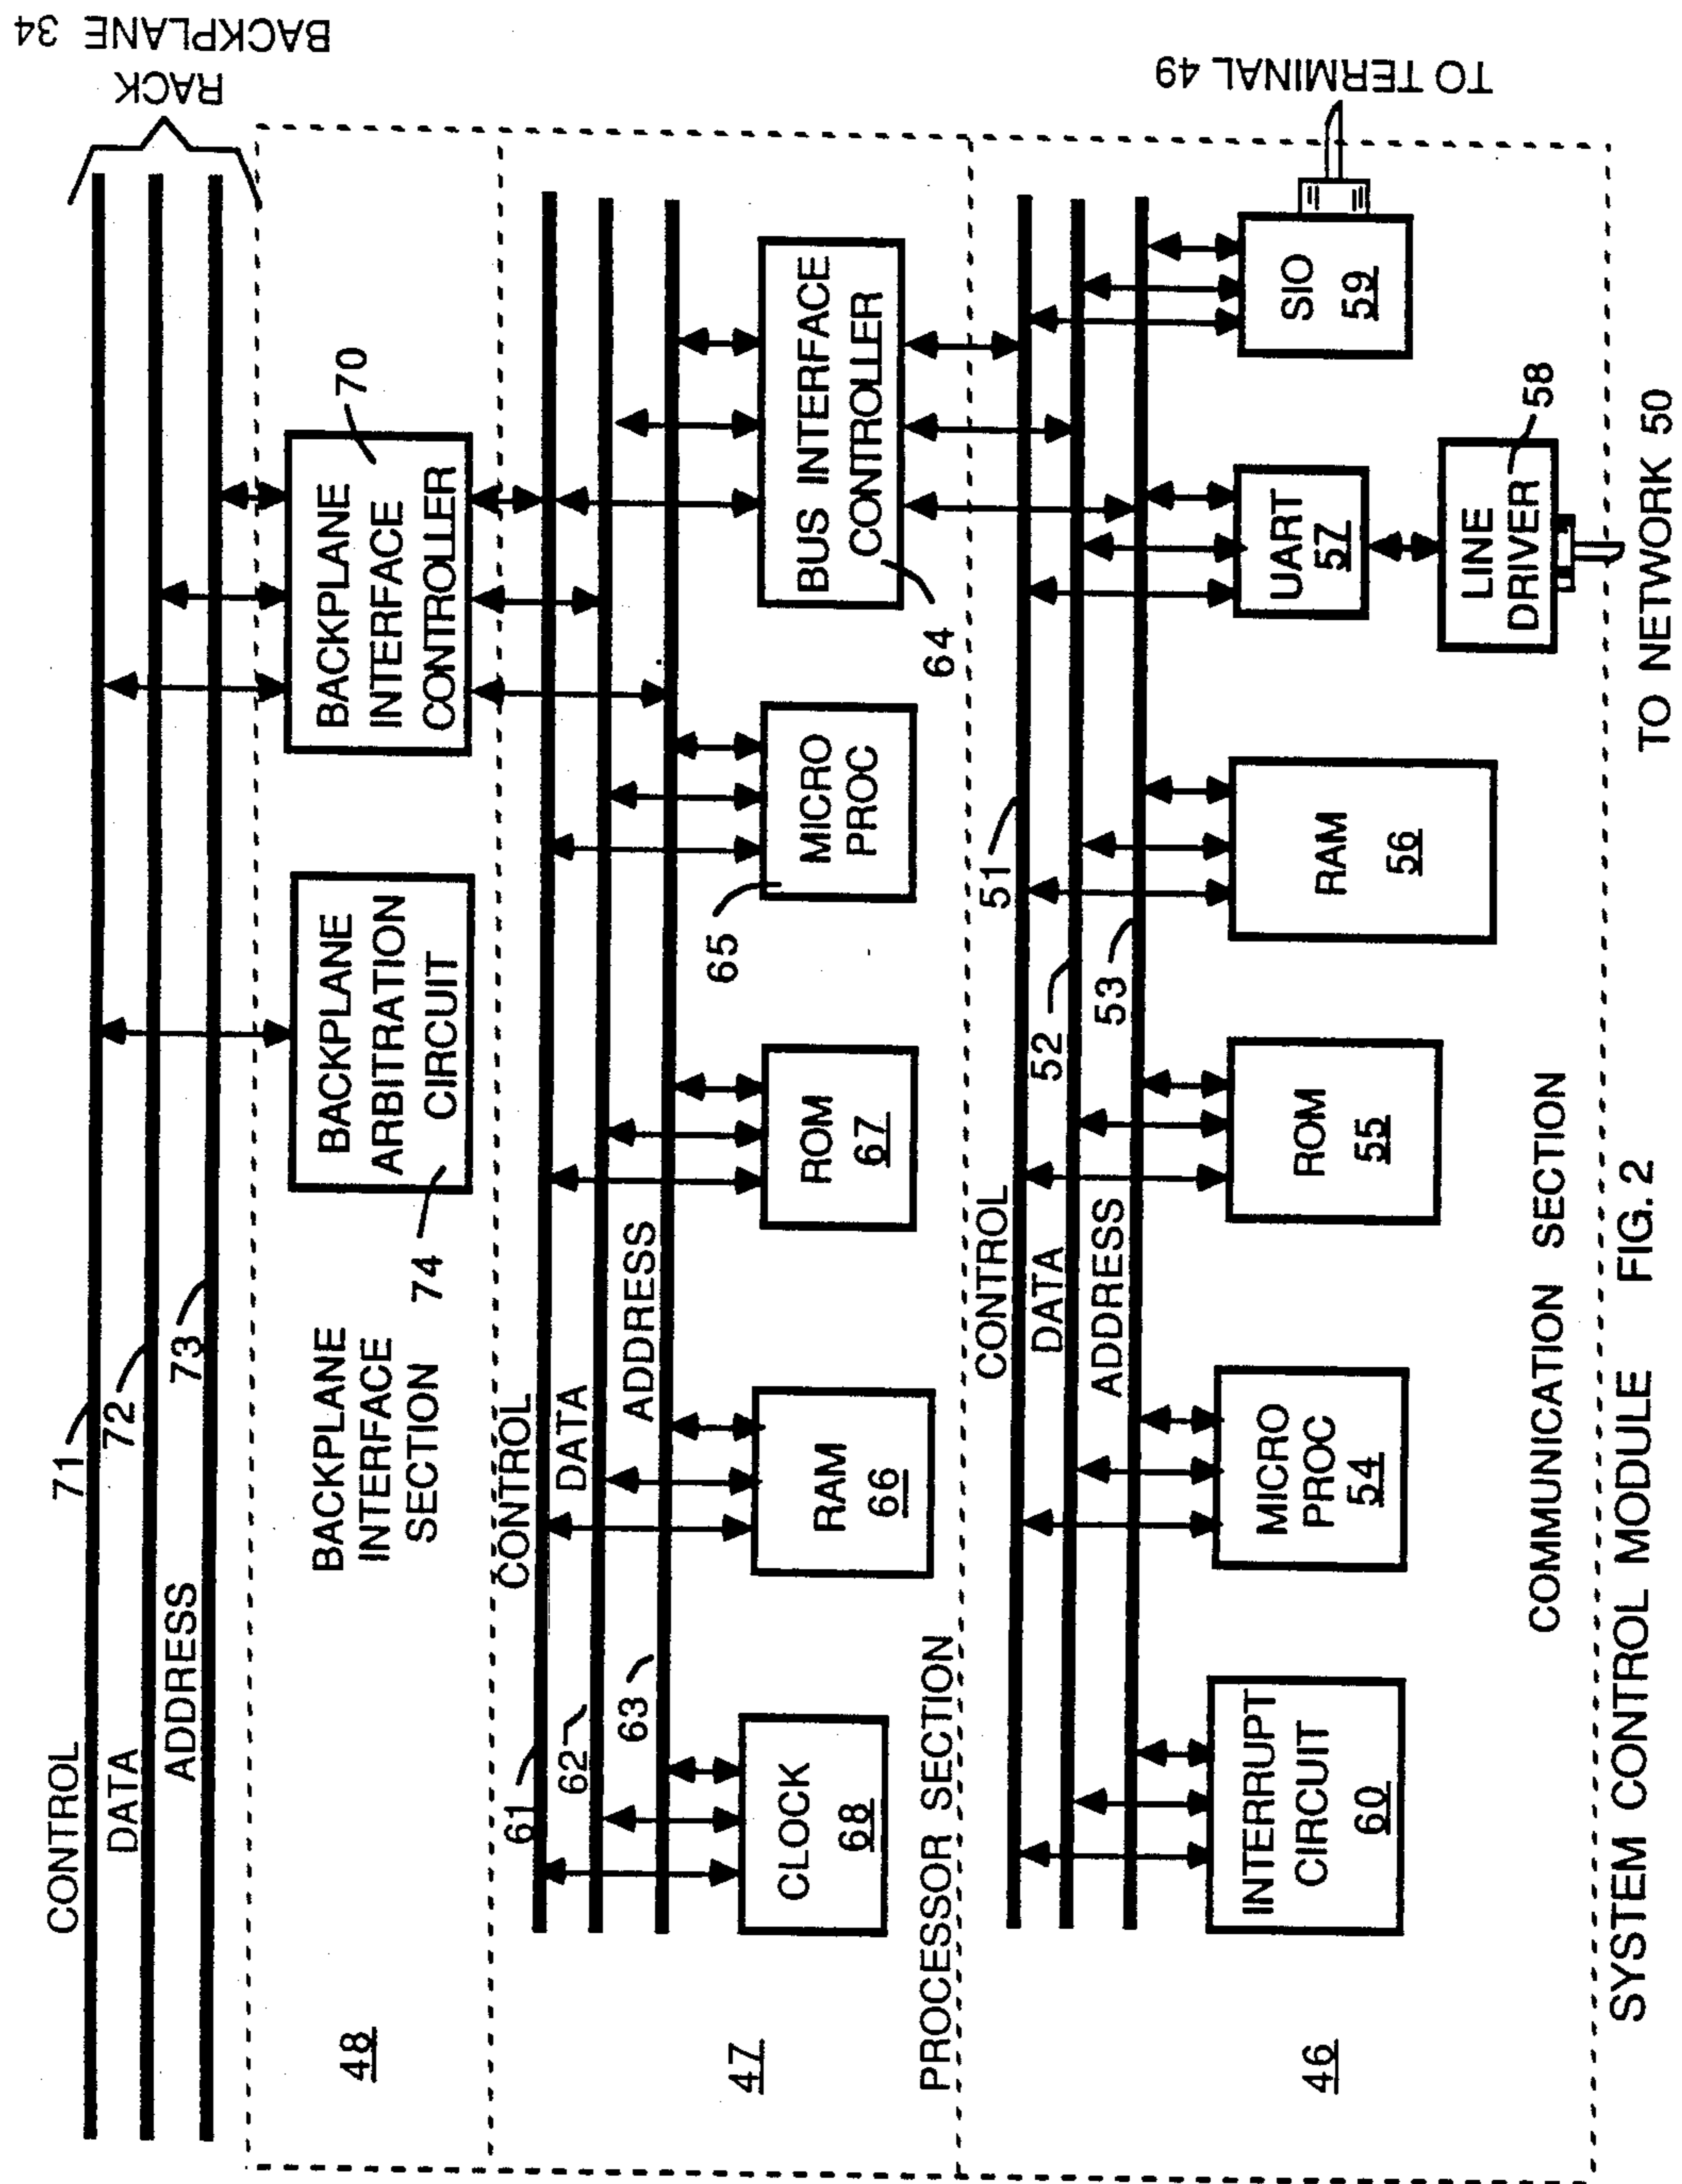 RACK
BACKPLANE 34
CONTROL
71
DATA
72
ADDRESS
73
48
BACKPLANE
INTERFACE
SECTION
74
BACKPLANE
ARBITRATION
CIRCUIT
BACKPLANE
INTERFACE
CONTROLLER
70
61
CONTROL
62
DATA
63
ADDRESS
47
CLOCK
68
RAM
66
ROM
67
65
MICRO
PROC
64
BUS INTERFACE
CONTROLLER
PROCESSOR SECTION
CONTROL
51
DATA
52
ADDRESS
53
46
INTERRUPT
CIRCUIT
60
MICRO
PROC
54
ROM
55
RAM
56
UART
57
SIO
59
TO TERMINAL 49
LINE
DRIVER
58
COMMUNICATION SECTION
TO NETWORK 50
SYSTEM CONTROL MODULE FIG. 2